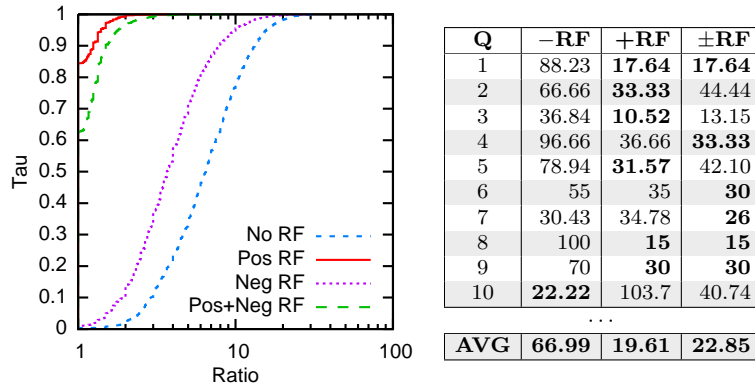 1
0.9
0.8
0.7
0.6
0.5
0.4
0.3
0.2
0.1
0
Tau
No RF
Pos RF
Neg RF
Pos+Neg RF
1 10 100
Ratio
Q −RF +RF ±RF
1 88.23 17.64 17.64
2 66.66 33.33 44.44
3 36.84 10.52 13.15
4 96.66 36.66 33.33
5 78.94 31.57 42.10
6 55 35 30
7 30.43 34.78 26
8 100 15 15
9 70 30 30
10 22.22 103.7 40.74
...
AVG 66.99 19.61 22.85